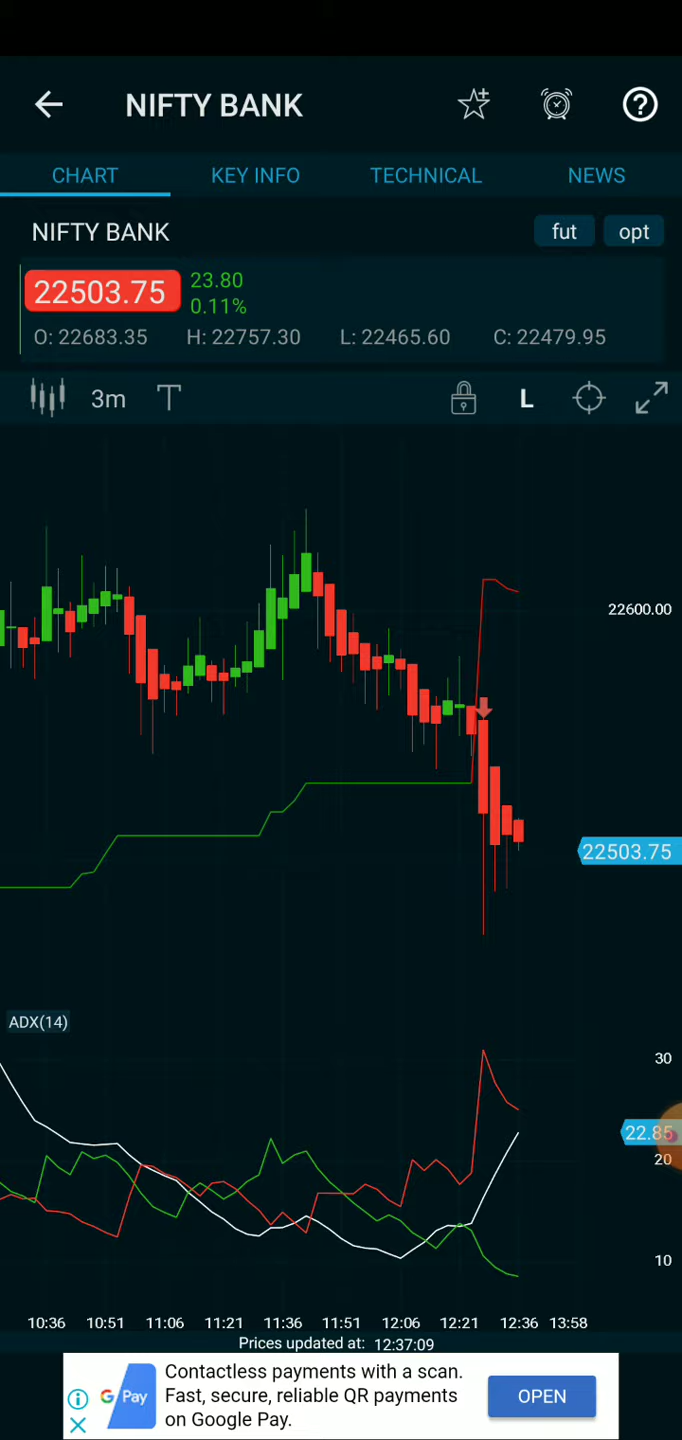 NIFTY BANK
CHART KEY INFO TECHNICAL NEWS
NIFTY BANK fut opt
22503.75 23.80
0.11%
O: 22683.35 H: 22757.30 L: 22465.60 C: 22479.95
3m T L
22600.00
22503.75
ADX(14)
30
22.85
20
10
10:36 10:51 11:06 11:21 11:36 11:51 12:06 12:21 12:36 13:58
Prices updated at: 12:37:09
Contactless payments with a scan.
Fast, secure, reliable QR payments
on Google Pay.
G Pay
OPEN